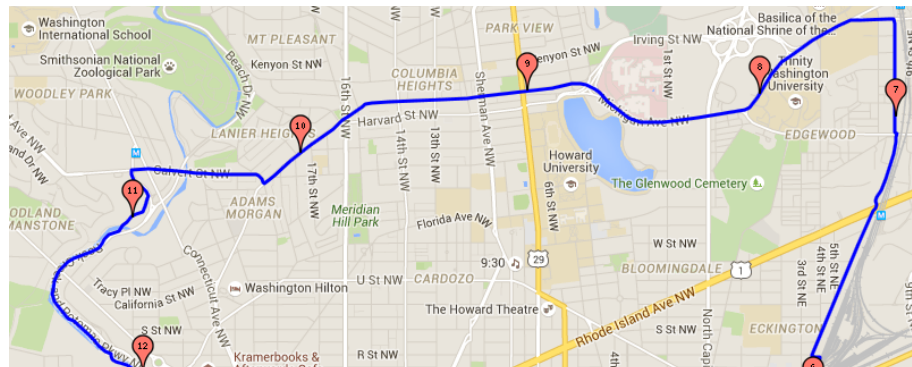 Washington
International School
MT PLEASANT
PARK VIEW
Irving St NW
Basilica of the
National Shrine of the...
Smithsonian National
Zoological Park
Kenyon St NW
Beach Dr NW
16th St NW
COLUMBIA
HEIGHTS
Sherman Ave NW
9
Kenyon St NW
1st St NW
8
Trinity
Washington
University
7
WOODLEY PARK
LANIER HEIGHTS
10
Harvard St NW
14th St NW
13th St NW
Michigan Ave NW
EDGEWOOD
Calvert St NW
17th St NW
11
ADAMS
MORGAN
Meridian
Hill Park
Howard
University
6th St NW
The Glenwood Cemetery
Florida Ave NW
Connecticut Ave NW
W St NW
BLOOMINGDALE
9:30
29
1
5th St NE
4th St NE
3rd St NE
Tracy Pl NW
California St NW
Washington Hilton
U St NW
CARDOZO
The Howard Theatre
Rhode Island Ave NW
S St NW
S St NW
ECKINGTON
12
R St NW
Kramerbooks &